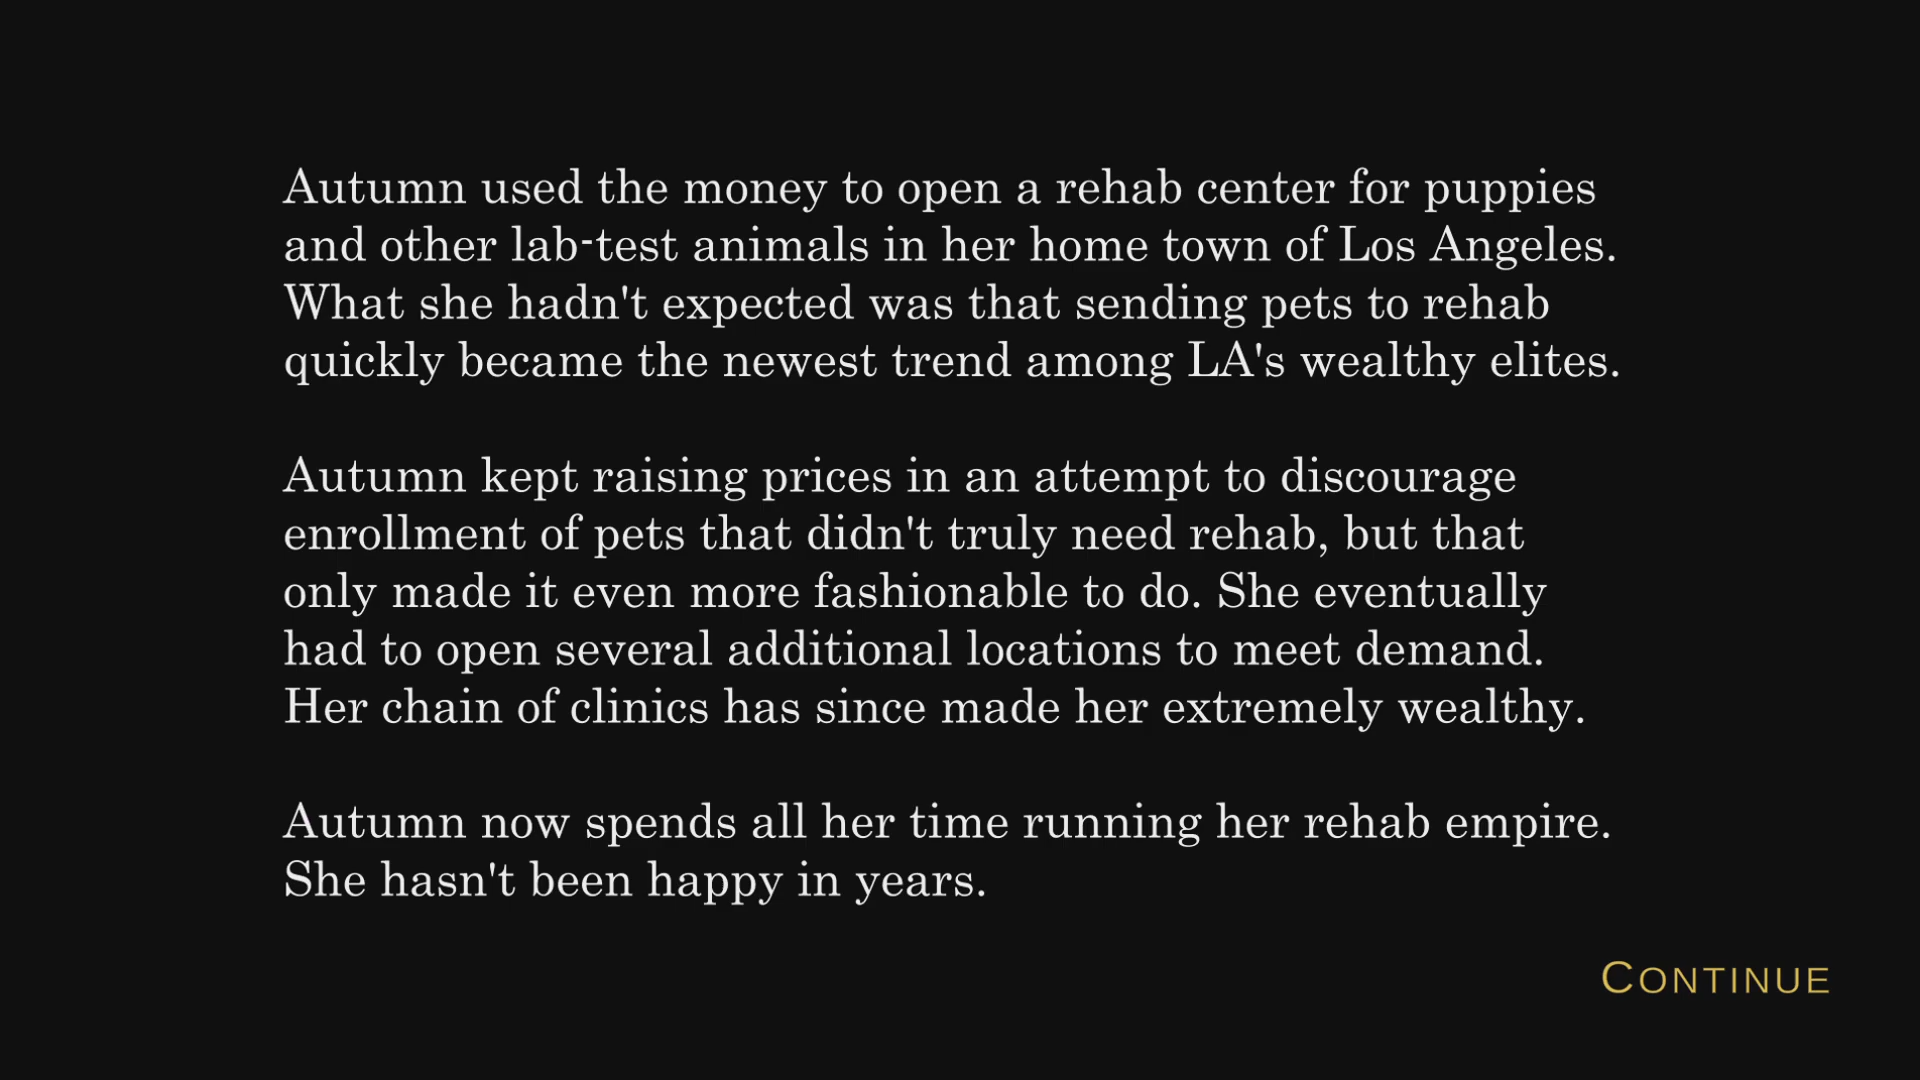 Autumn used the money to open a rehab center for puppies
and other lab-test animals in her home town of Los Angeles.
What she hadn't expected was that sending pets to rehab
quickly became the newest trend among LA's wealthy elites.
Autumn kept raising prices in an attempt to discourage
enrollment of pets that didn't truly need rehab, but that
only made it even more fashionable to do. She eventually
had to open several additional locations to meet demand.
Her chain of clinics has since made her extremely wealthy.
Autumn now spends all her time running her rehab empire.
She hasn't been happy in years.
CONTINUE